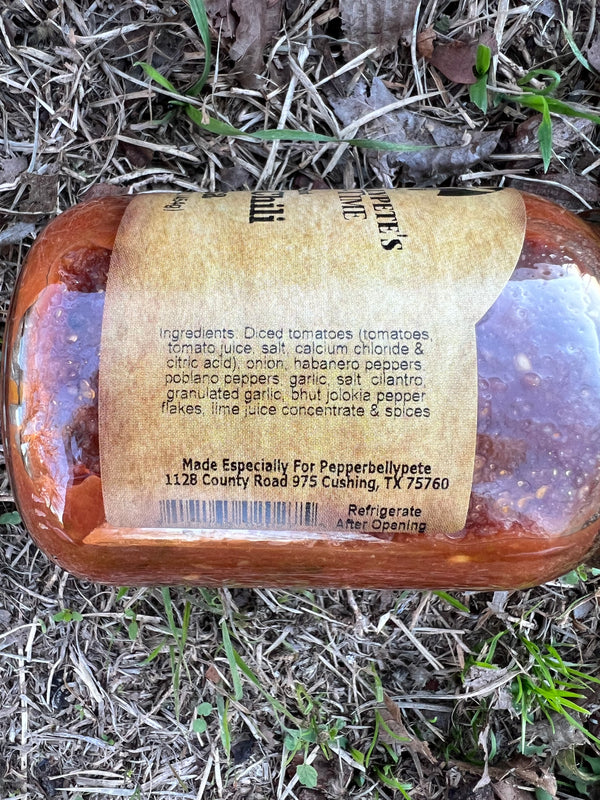 PETE's
TIME
Ingredients: Diced tomatoes (tomatoes,
tomato juice, salt, calcium chloride &
citric acid), onion, habanero peppers,
poblano peppers, garlic, salt, cilantro,
granulated garlic, bhut jolokia pepper
flakes, lime juice concentrate & spices
Made Especially For Pepperbellypete
1128 County Road 975 Cushing, TX 75760
Refrigerate
After Opening